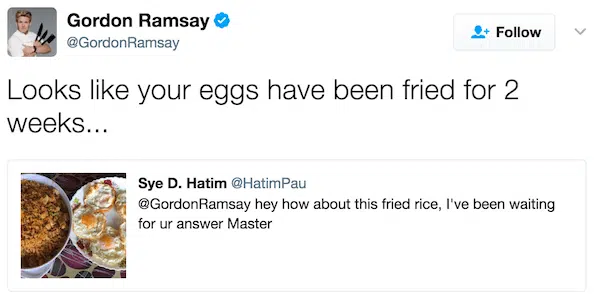 Gordon Ramsay
@GordonRamsay
Follow
Looks like your eggs have been fried for 2
weeks...
Sye D. Hatim @HatimPau
@GordonRamsay hey how about this fried rice, I've been waiting
for ur answer Master